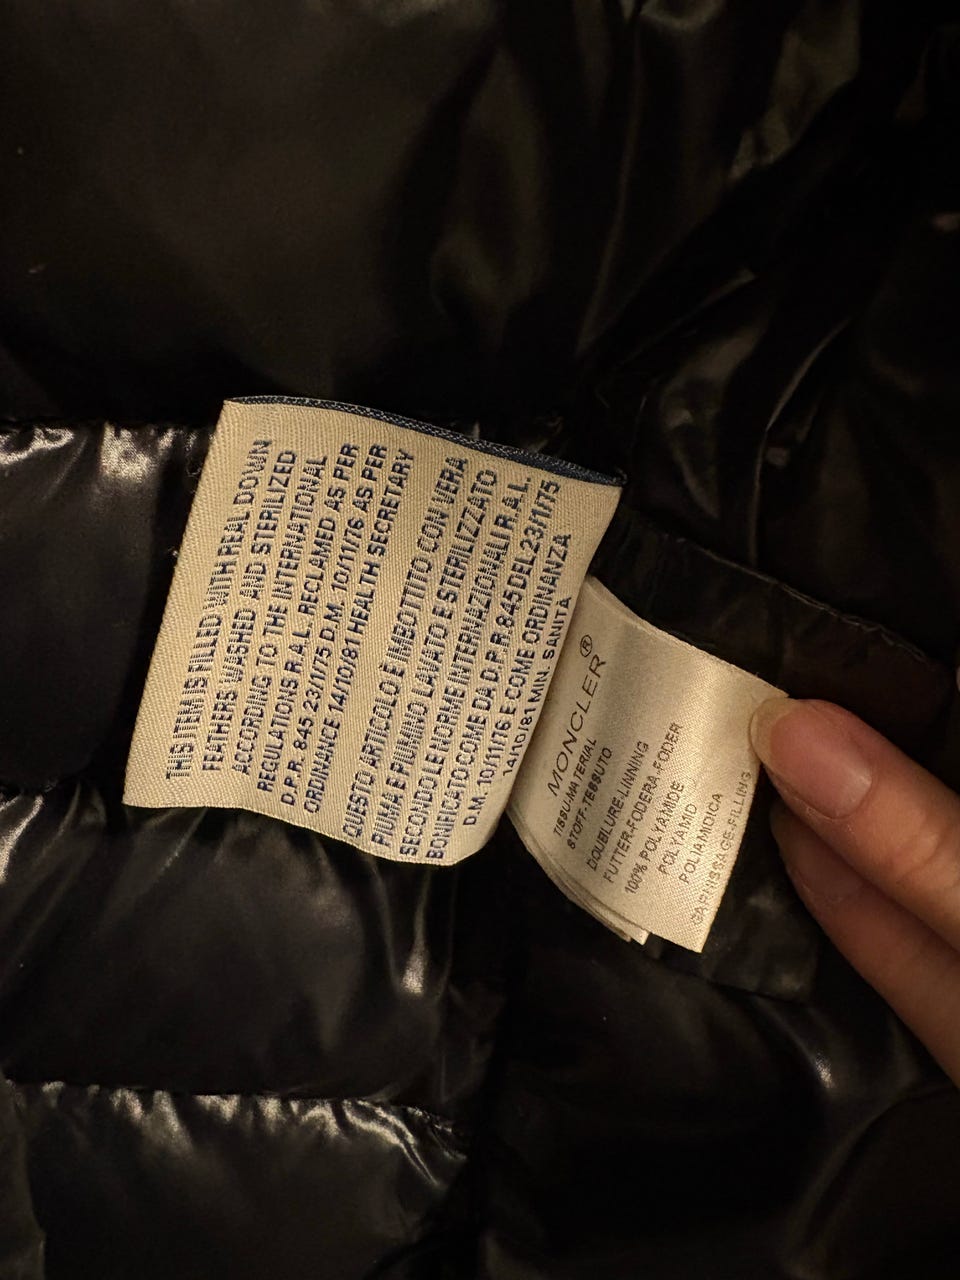 THIS ITEM IS FILLED WITH REAL DOWN
FEATHERS WASHED AND STERILIZED
ACCORDING TO THE INTERNATIONAL
REGULATIONS R.A.L. RECLAMED AS PER
D.P.R. 845 23/11/75 D.M. 10/11/76 AS PER
ORDINANCE 14/10/81 HEALTH SECRETARY
QUESTO ARTICOLO E IMBOTTITO CON VERA
PIUMA E PIUMINO LAVATO E STERILIZZATO
SECONDO LE NORME INTERNAZIONALI R.A.L.
BONIFICATO COME DA D.P.R 845 DEL 23/11/75
D.M. 10/11/76 E COME ORDINANZA
14/10/81 MIN. SANITÀ
MONCLER®
TISSU-MATERIAL
STOFF-TESSUTO
DOUBLURE-LINNING
FUTTER-FODERA-FODER
100% POLYAMIDE
POLYAMID
POLIAMIDICA
GARNISSAGE-FILLING